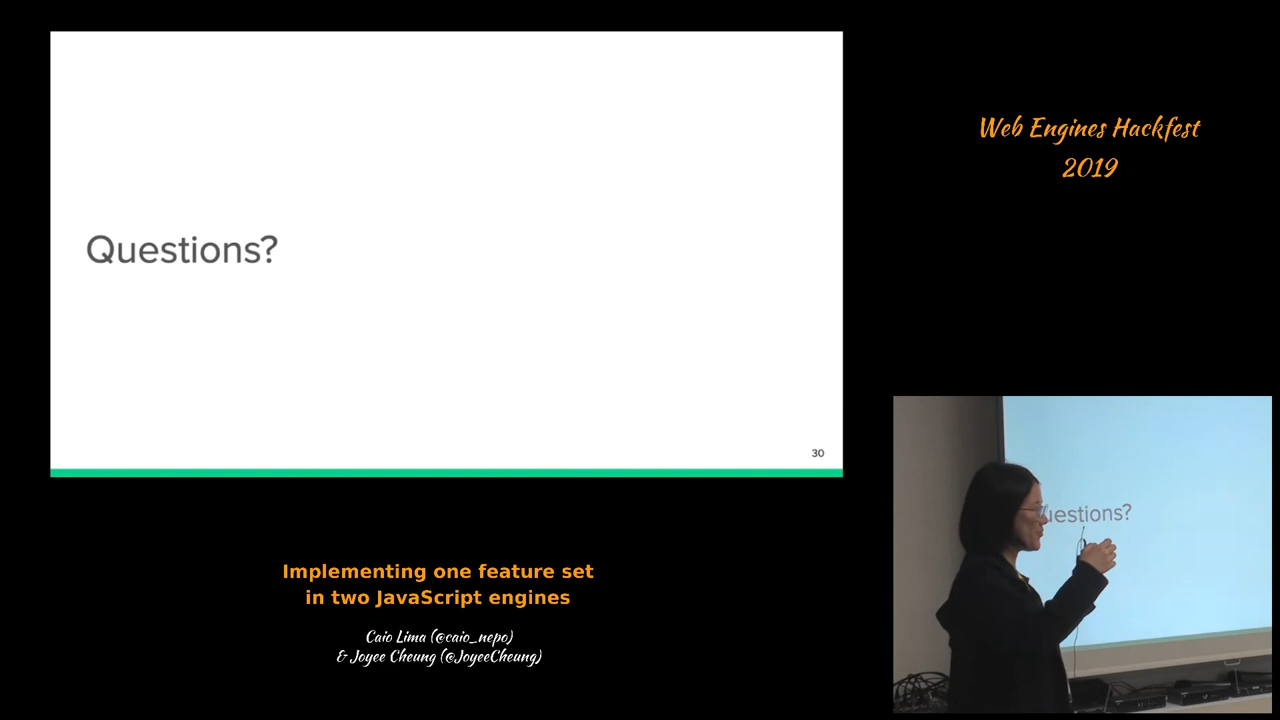 Questions?
30
Web Engines Hackfest
2019
uestions?
Implementing one feature set
in two JavaScript engines
Caio Lima (@caio_nepo)
& Joyee Cheung (@JoyeeCheung)